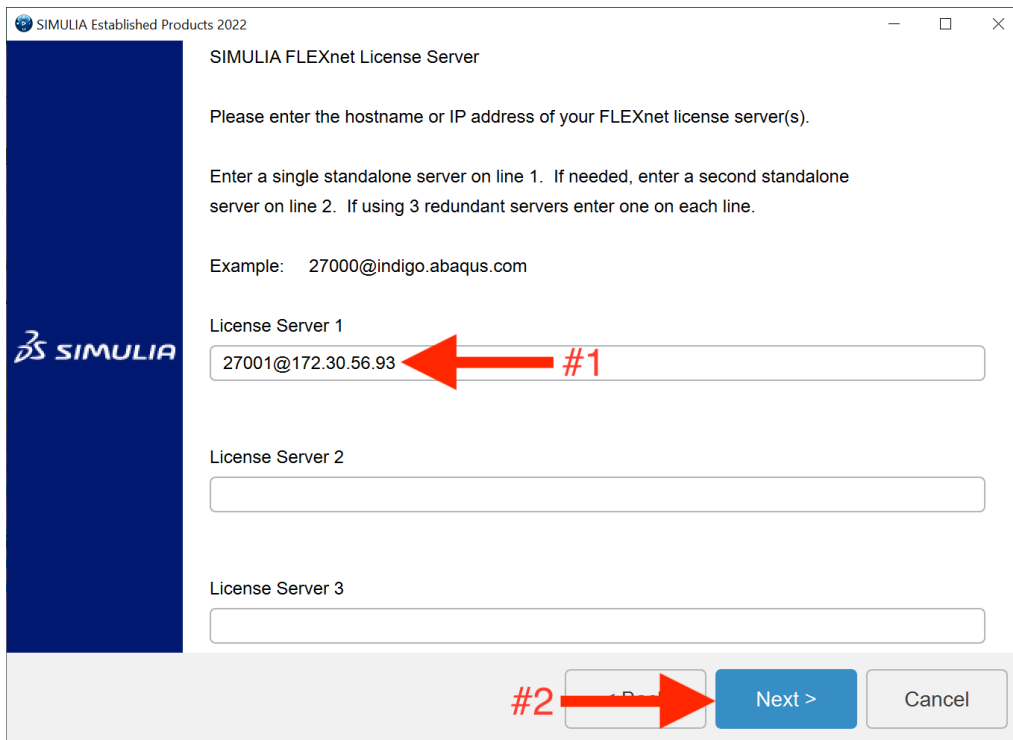 SIMULIA Established Products 2022
SIMULIA FLEXnet License Server
Please enter the hostname or IP address of your FLEXnet license server(s).
Enter a single standalone server on line 1. If needed, enter a second standalone
server on line 2. If using 3 redundant servers enter one on each line.
Example: 27000@indigo.abaqus.com
License Server 1
SIMULIA
27001@172.30.56.93 #1
License Server 2
License Server 3
#2 Next > Cancel